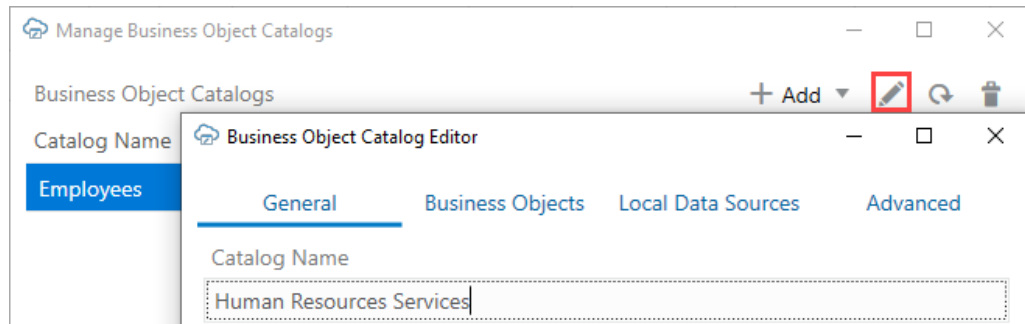 Manage Business Object Catalogs
Business Object Catalogs
Add
Catalog Name
Business Object Catalog Editor
Employees
General Business Objects Local Data Sources Advanced
Catalog Name
Human Resources Services